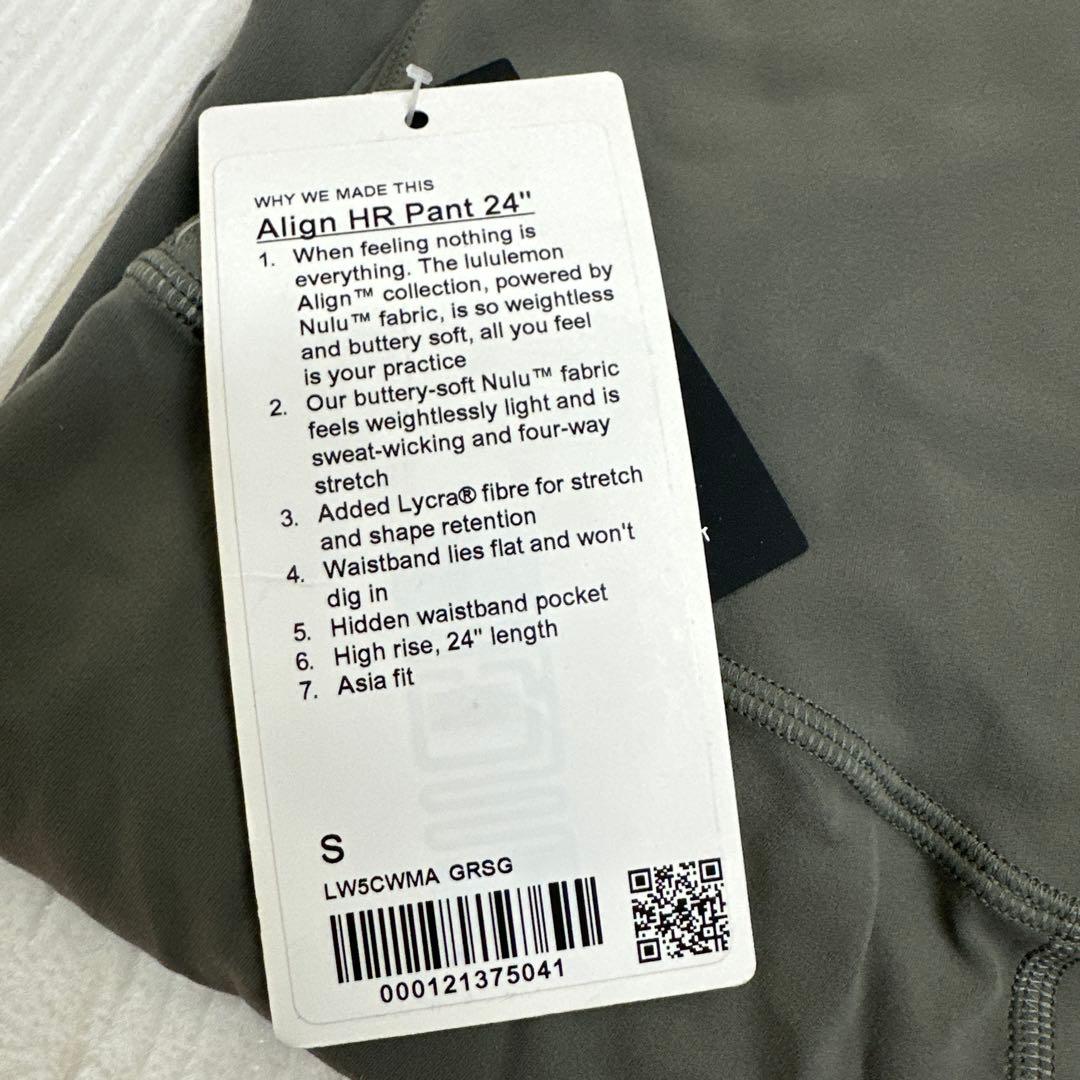 WHY WE MADE THIS
Align HR Pant 24"
1. When feeling nothing is
everything. The lululemon
Align™ collection, powered by
Nulu™ fabric, is so weightless
and buttery soft, all you feel
is your practice
2. Our buttery-soft Nulu™ fabric
feels weightlessly light and is
sweat-wicking and four-way
stretch
3. Added Lycra® fibre for stretch
and shape retention
4. Waistband lies flat and won't
dig in
5. Hidden waistband pocket
6. High rise, 24" length
7. Asia fit
S
LW5CWMA GRSG
000121375041